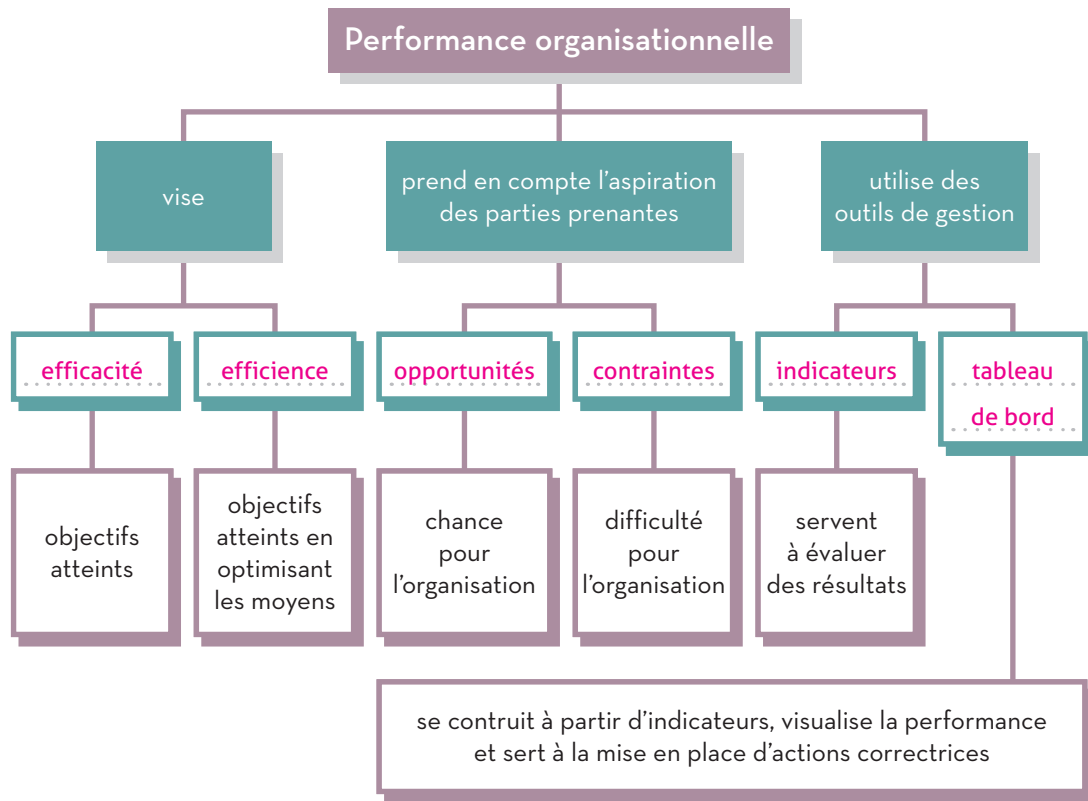 Performance organisationnelle
vise
prend en compte l'aspiration
des parties prenantes
utilise des
outils de gestion
efficacité
efficience
opportunités
contraintes
indicateurs
tableau
de bord
objectifs
atteints
objectifs
atteints en
optimisant
les moyens
chance
pour
l'organisation
difficulté
pour
l'organisation
servent
à évaluer
des résultats
se contruit à partir d'indicateurs, visualise la performance
et sert à la mise en place d'actions correctrices